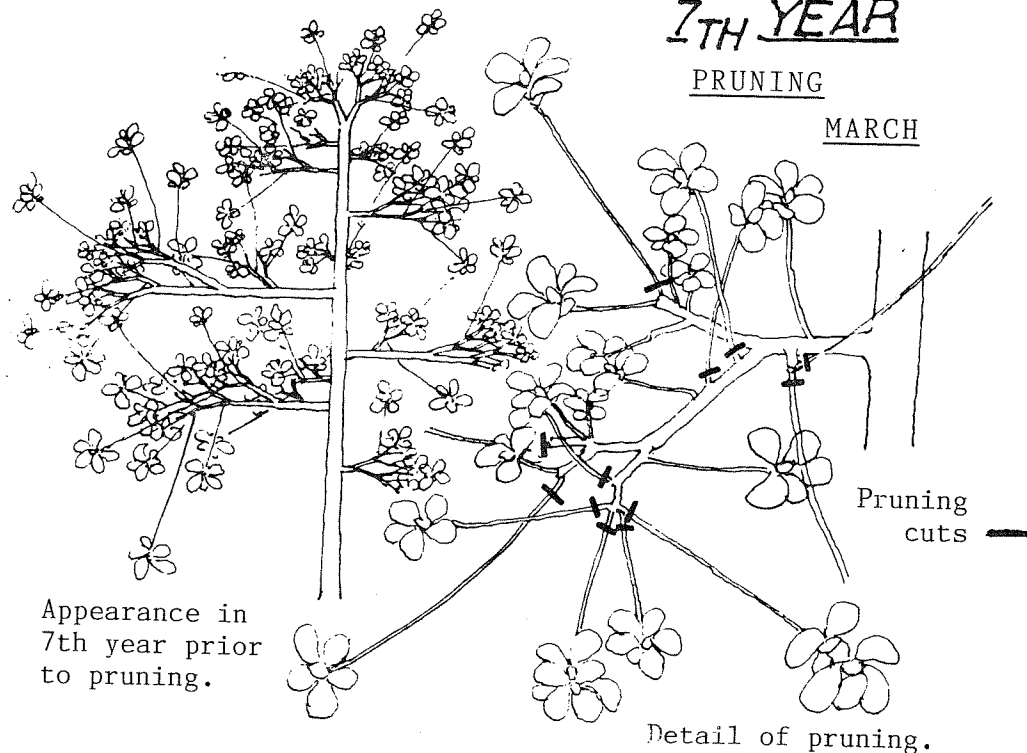 7TH YEAR
PRUNING
MARCH
Pruning
cuts
Appearance in
7th year prior
to pruning.
Detail of pruning.